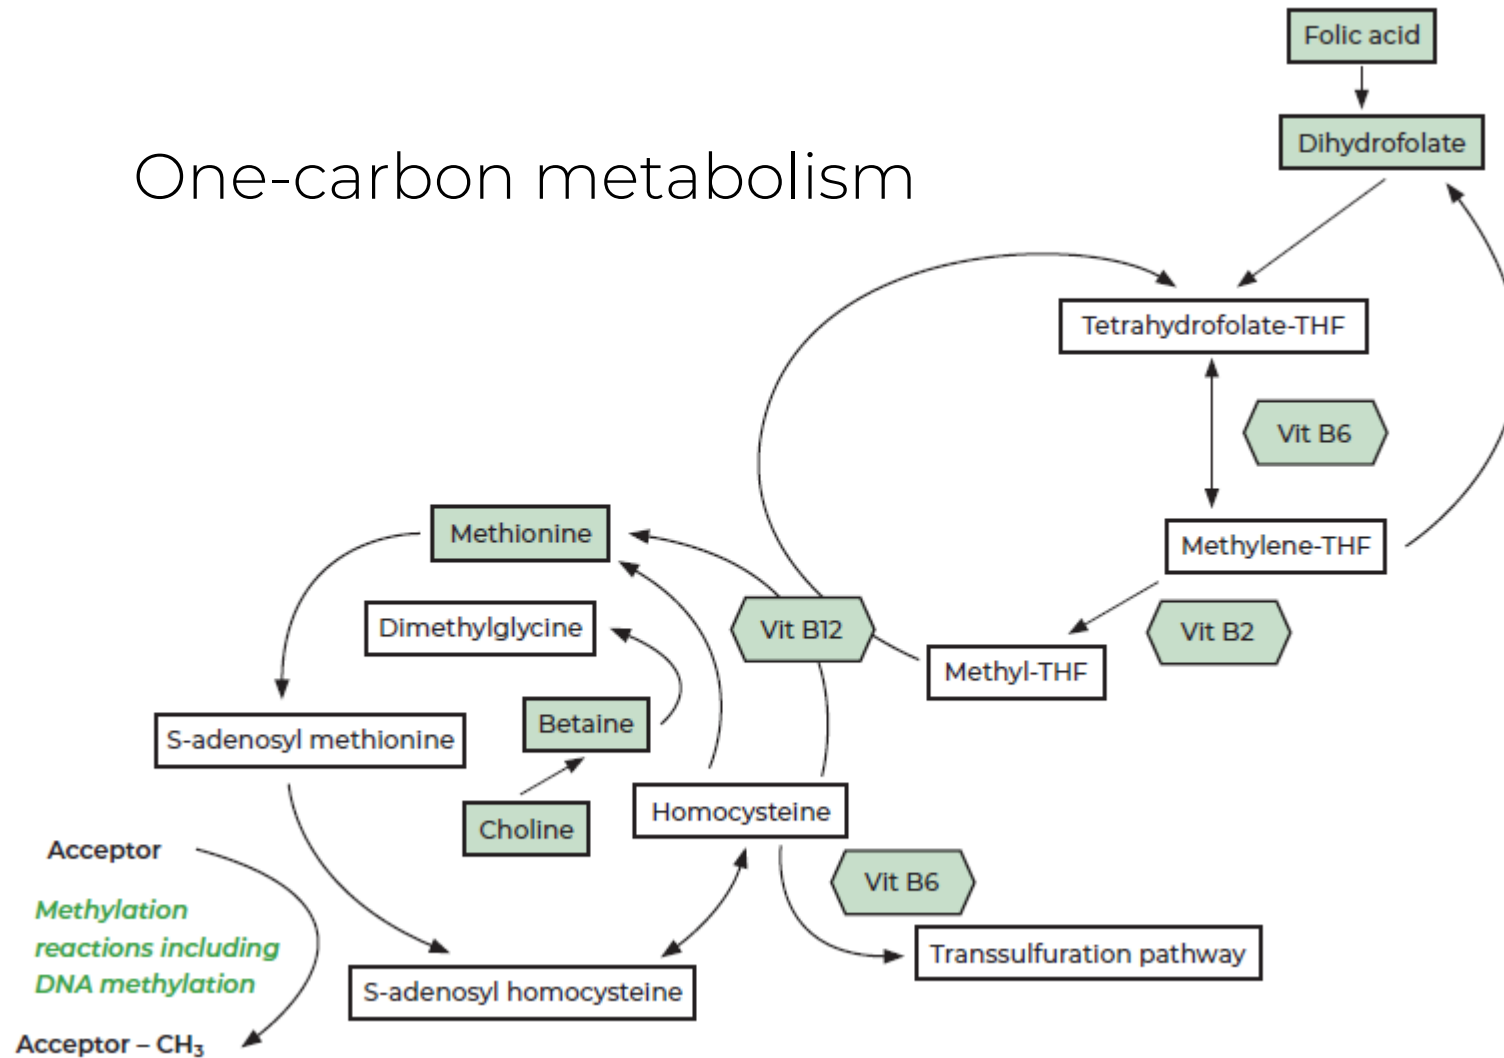 Folic acid
Dihydrofolate
One-carbon metabolism
Tetrahydrofolate-THF
Vit B6
Methionine
Methylene-THF
Dimethylglycine
Vit B12
Vit B2
Methyl-THF
S-adenosyl methionine
Betaine
Choline
Homocysteine
Acceptor
Vit B6
Methylation
reactions including
DNA methylation
Transsulfuration pathway
S-adenosyl homocysteine
Acceptor – CH₃